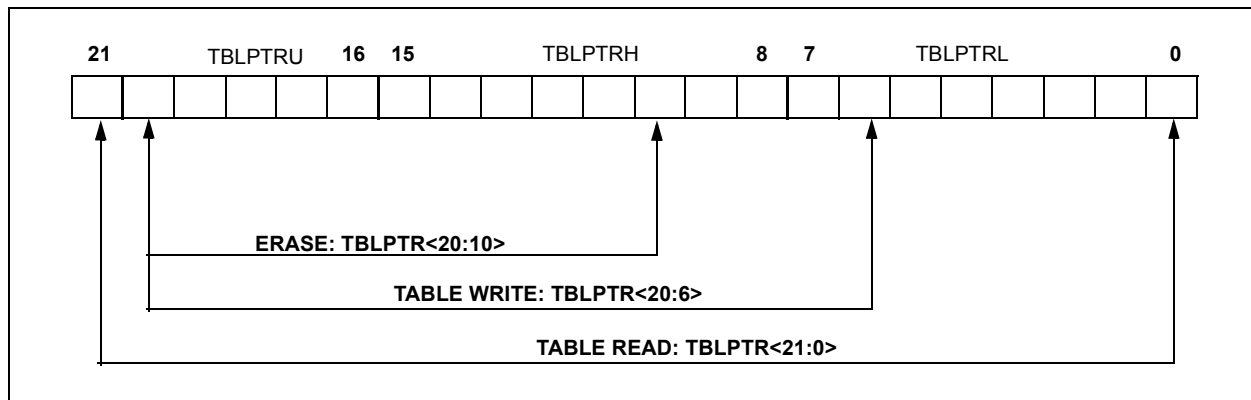 21 TBLPTRU 16 15 TBLPTRH 8 7 TBLPTRL 0
ERASE: TBLPTR<20:10>
TABLE WRITE: TBLPTR<20:6>
TABLE READ: TBLPTR<21:0>